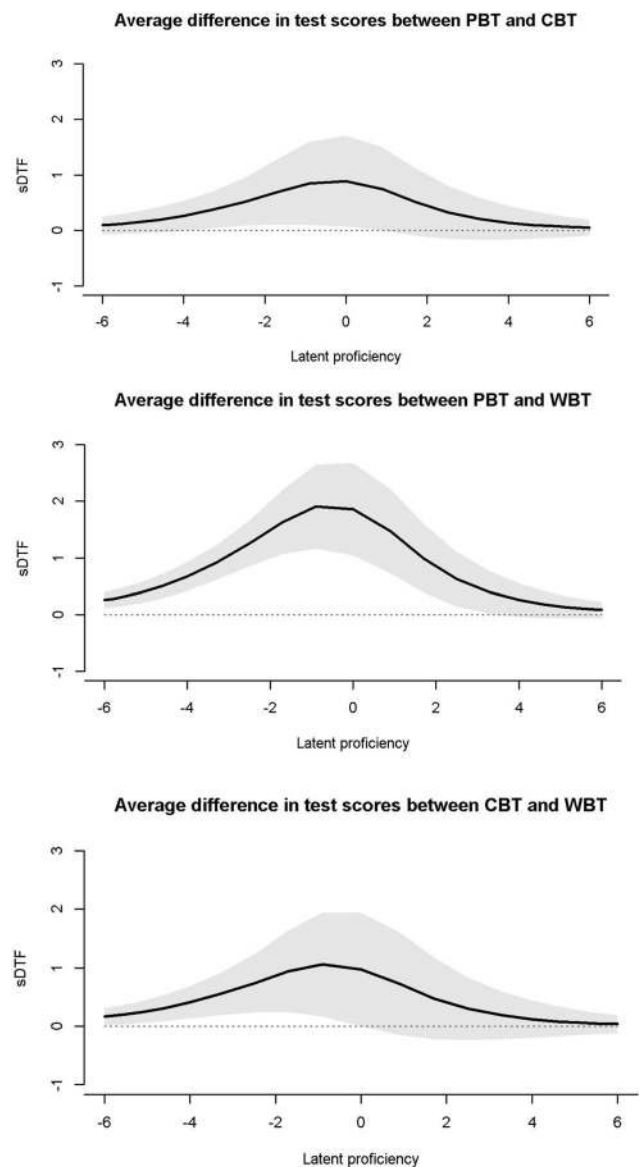 Average difference in test scores between PBT and CBT
3
2
1
0
-1
sDTF
-6 -4 -2 0 2 4 6
Latent proficiency
Average difference in test scores between PBT and WBT
3
2
1
0
-1
sDTF
-6 -4 -2 0 2 4 6
Latent proficiency
Average difference in test scores between CBT and WBT
3
2
1
0
-1
sDTF
-6 -4 -2 0 2 4 6
Latent proficiency